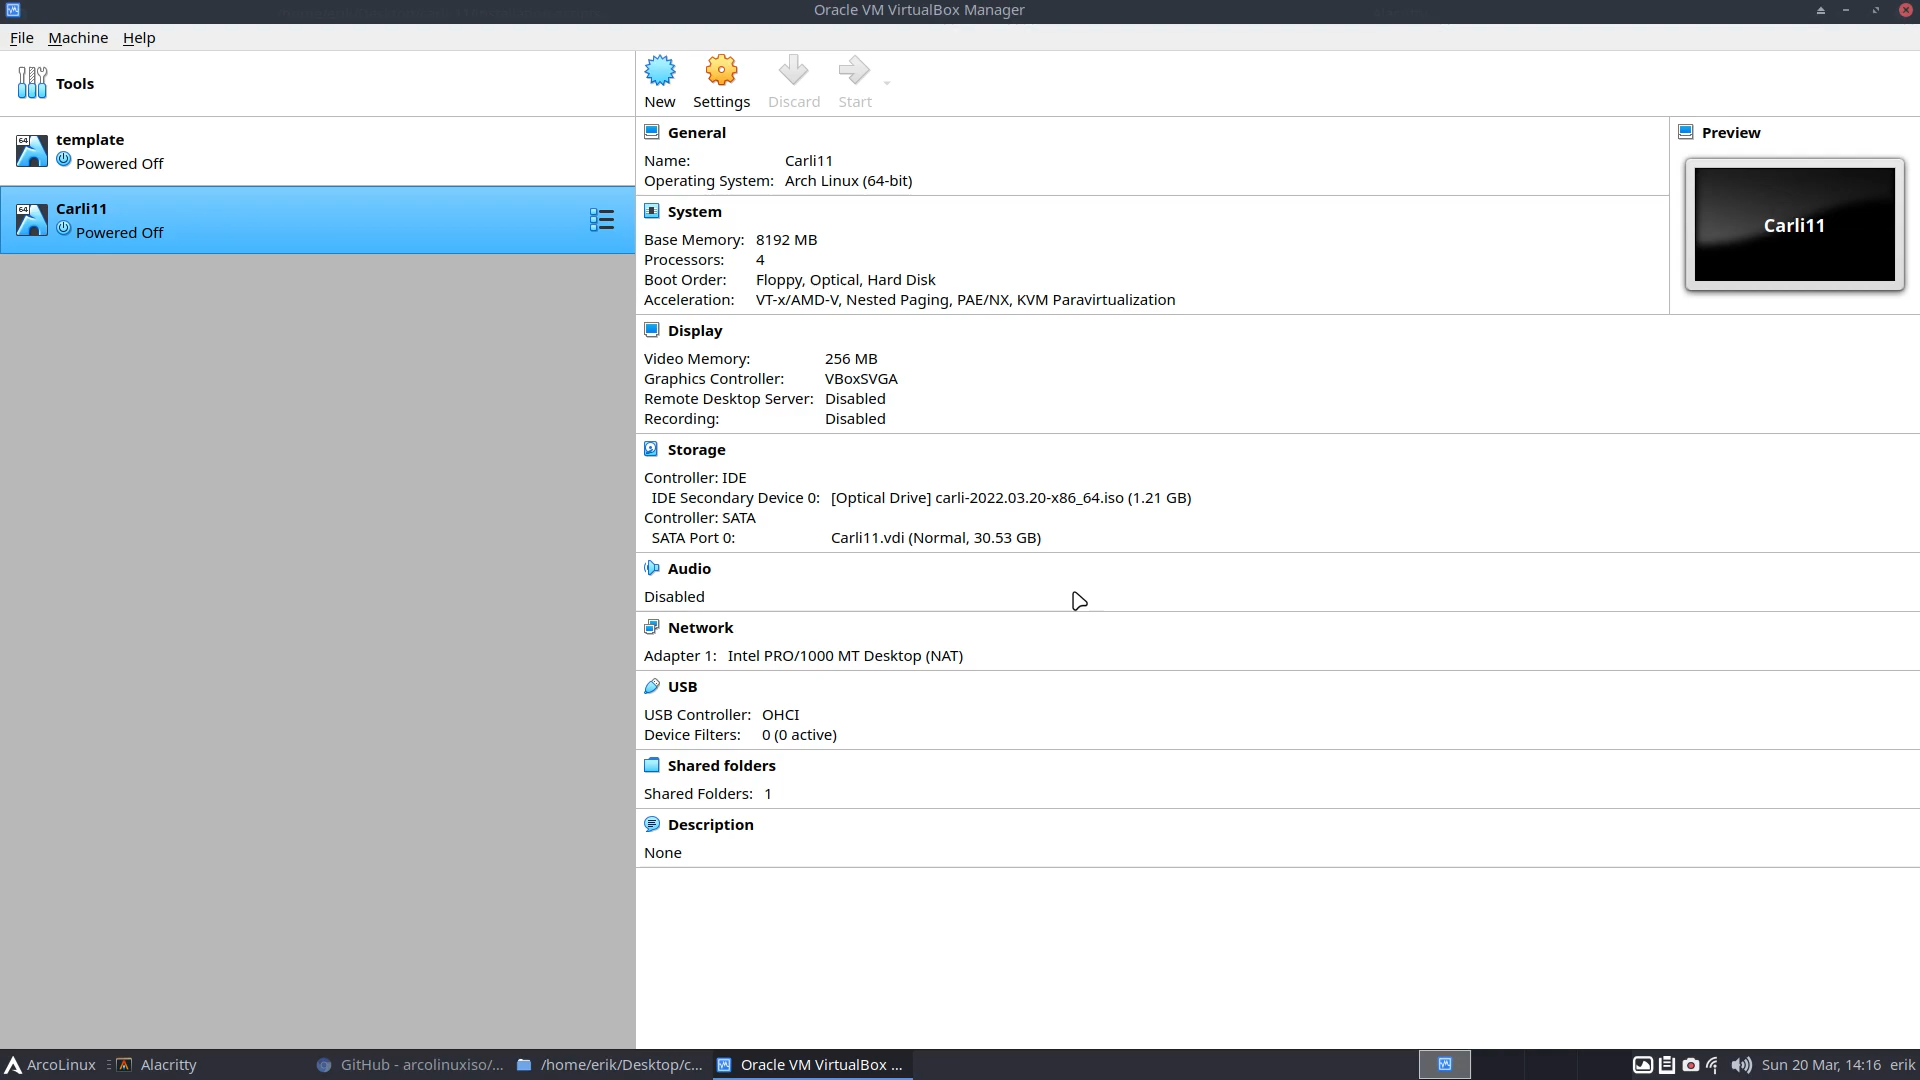 Oracle VM VirtualBox Manager
File Machine Help
Tools
New Settings Discard Start
64 template
Powered Off
64 Carli11
Powered Off
General
Name: Carli11
Operating System: Arch Linux (64-bit)
Preview
Carli11
System
Base Memory: 8192 MB
Processors: 4
Boot Order: Floppy, Optical, Hard Disk
Acceleration: VT-x/AMD-V, Nested Paging, PAE/NX, KVM Paravirtualization
Display
Video Memory: 256 MB
Graphics Controller: VBoxSVGA
Remote Desktop Server: Disabled
Recording: Disabled
Storage
Controller: IDE
IDE Secondary Device 0: [Optical Drive] carli-2022.03.20-x86_64.iso (1.21 GB)
Controller: SATA
SATA Port 0: Carli11.vdi (Normal, 30.53 GB)
Audio
Disabled
Network
Adapter 1: Intel PRO/1000 MT Desktop (NAT)
USB
USB Controller: OHCI
Device Filters: 0 (0 active)
Shared folders
Shared Folders: 1
Description
None
ArcoLinux Alacritty GitHub - arcolinuxiso/... /home/erik/Desktop/c... Oracle VM VirtualBox ... Sun 20 Mar, 14:16 erik